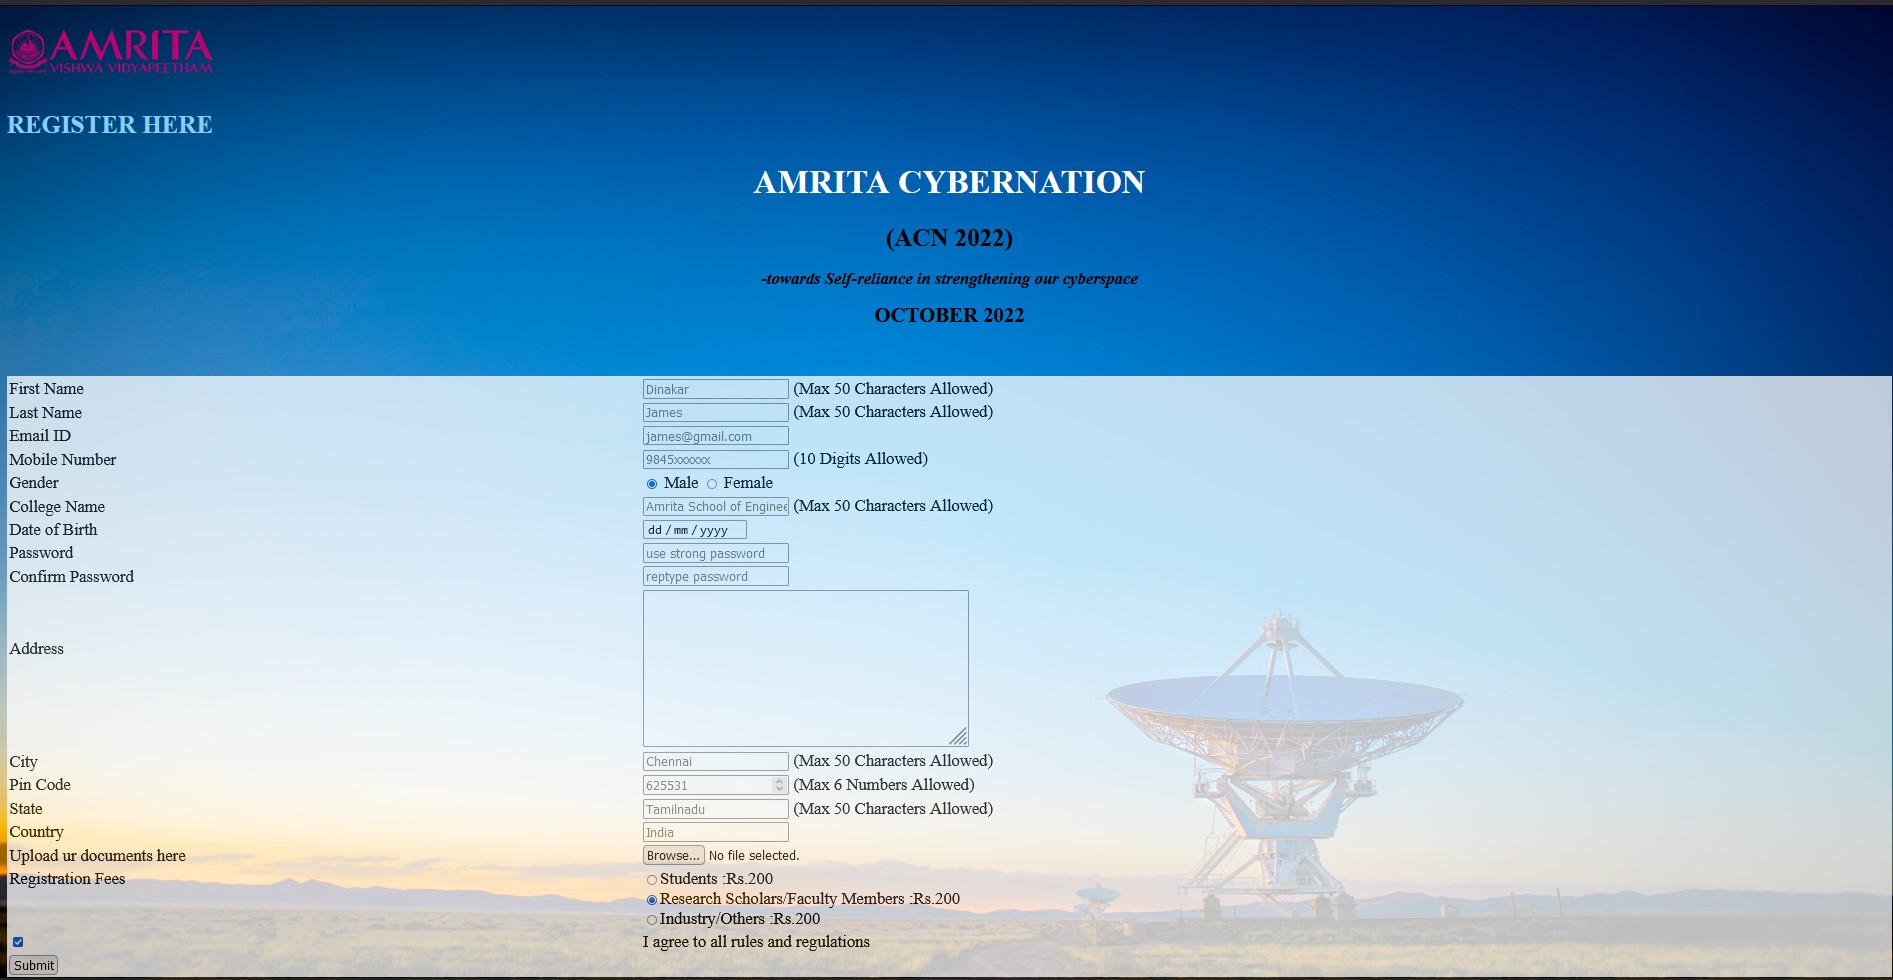 AMRITA
VISHWA VIDYAPEETHAM
REGISTER HERE
AMRITA CYBERNATION
(ACN 2022)
-towards Self-reliance in strengthening our cyberspace
OCTOBER 2022
First Name Dinakar (Max 50 Characters Allowed)
Last Name James (Max 50 Characters Allowed)
Email ID james@gmail.com
Mobile Number 9845xxxxxx (10 Digits Allowed)
Gender Male Female
College Name Amrita School of Enginee (Max 50 Characters Allowed)
Date of Birth dd / mm / yyyy
Password use strong password
Confirm Password reptype password
Address
City Chennai (Max 50 Characters Allowed)
Pin Code 625531 (Max 6 Numbers Allowed)
State Tamilnadu (Max 50 Characters Allowed)
Country India
Upload ur documents here Browse... No file selected.
Registration Fees Students :Rs.200
Research Scholars/Faculty Members :Rs.200
Industry/Others :Rs.200
I agree to all rules and regulations
Submit